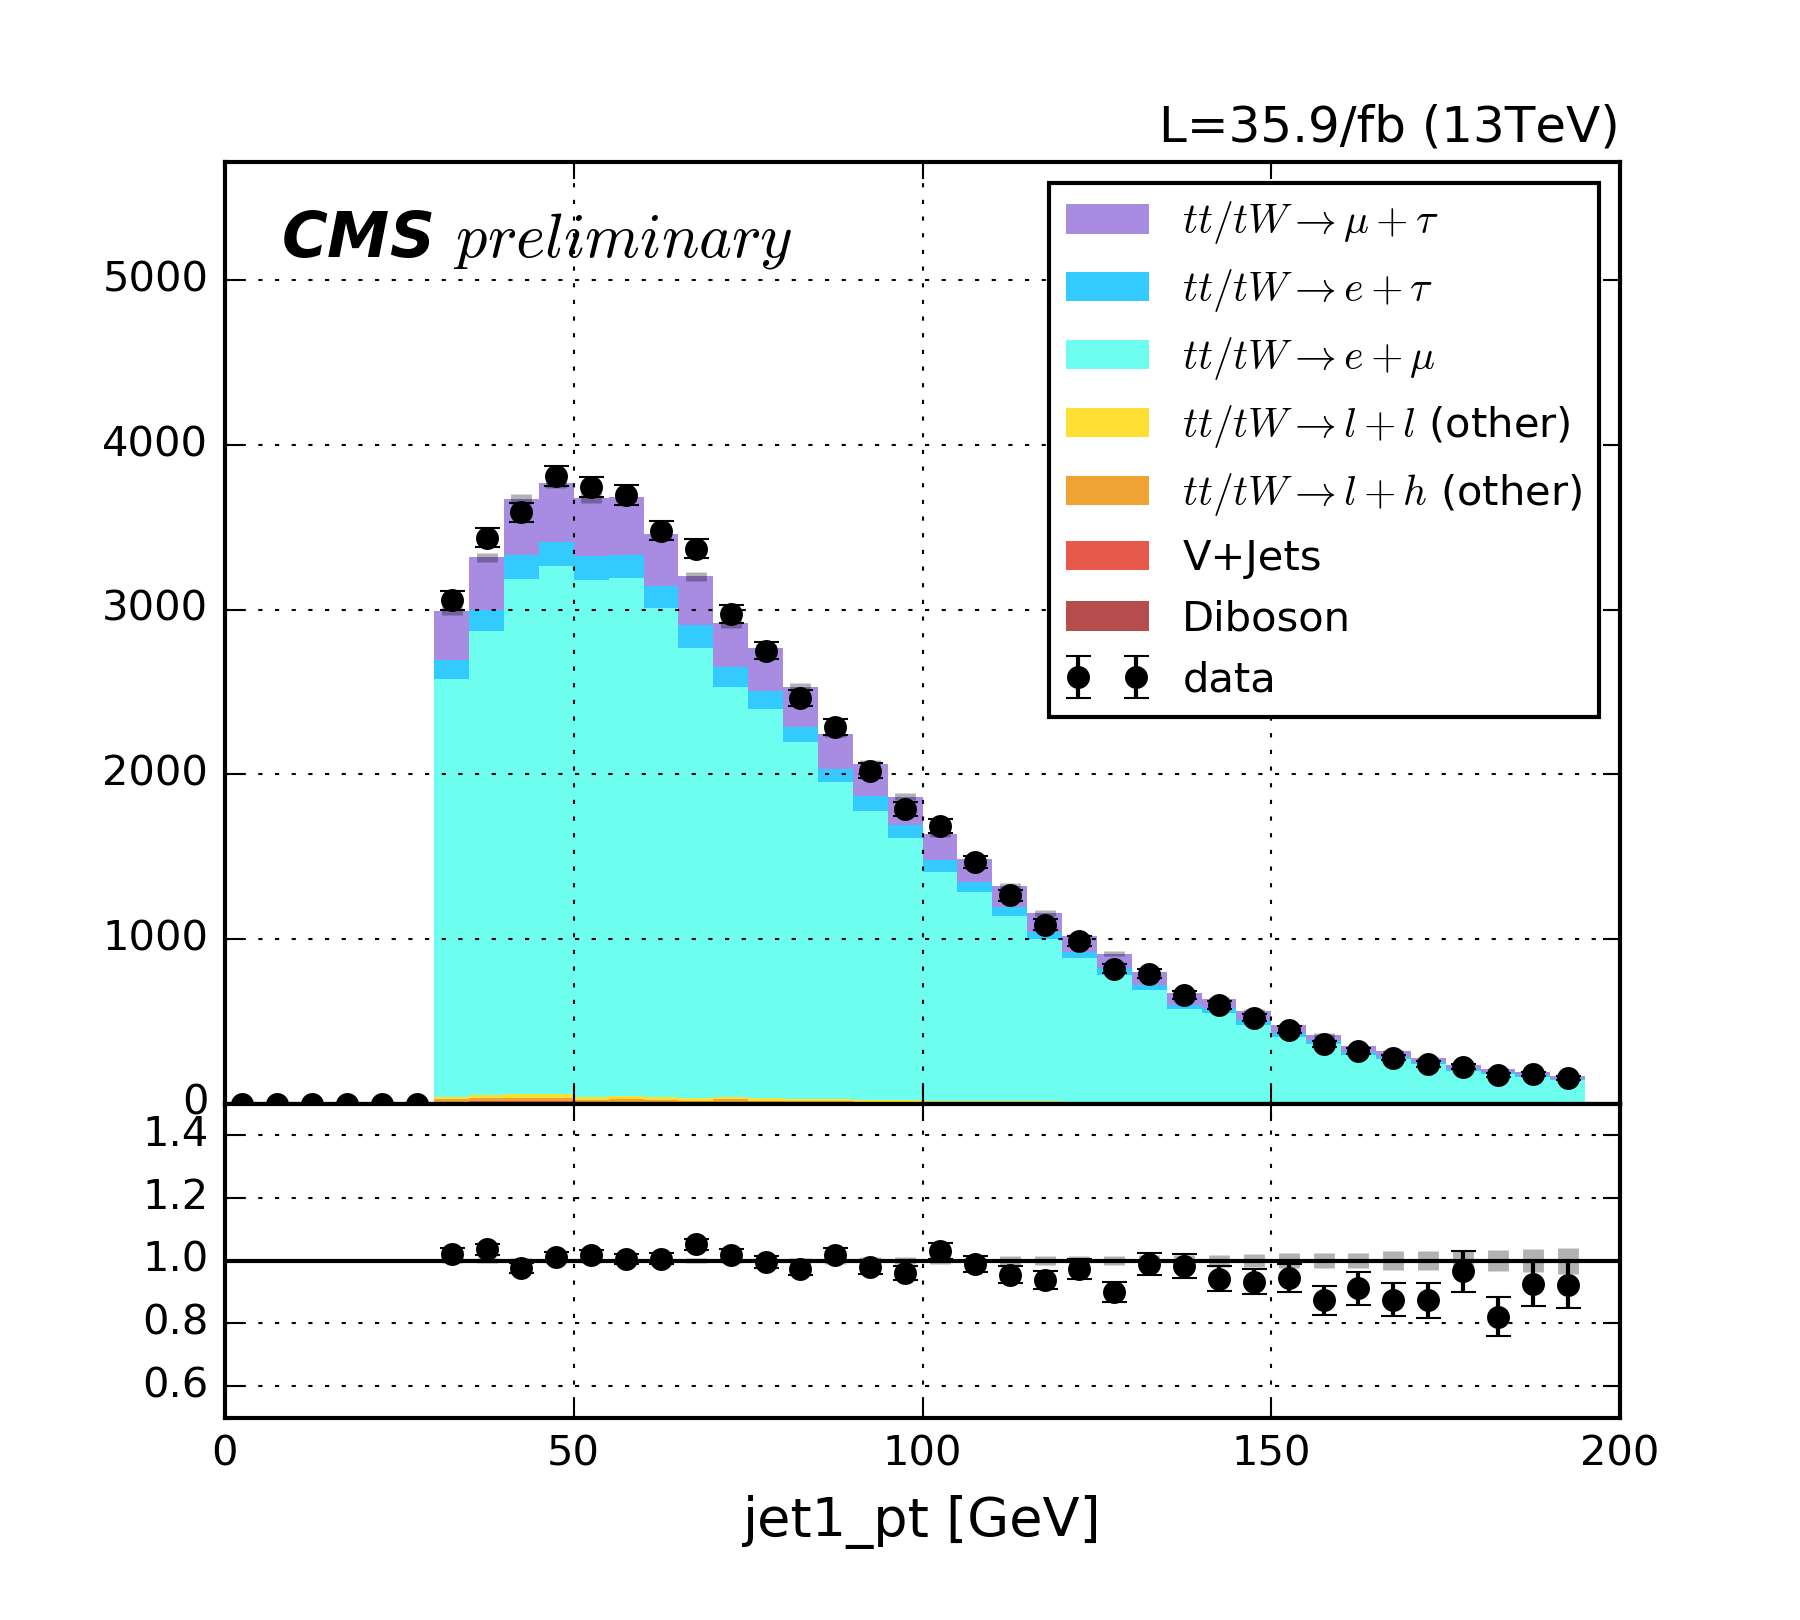 L=35.9/fb (13TeV)
CMS preliminary
tt/tW → μ + τ
tt/tW → e + τ
tt/tW → e + μ
tt/tW → l + l (other)
tt/tW → l + h (other)
V+Jets
Diboson
data
5000
4000
3000
2000
1000
0
1.4
1.2
1.0
0.8
0.6
0 50 100 150 200
jet1_pt [GeV]